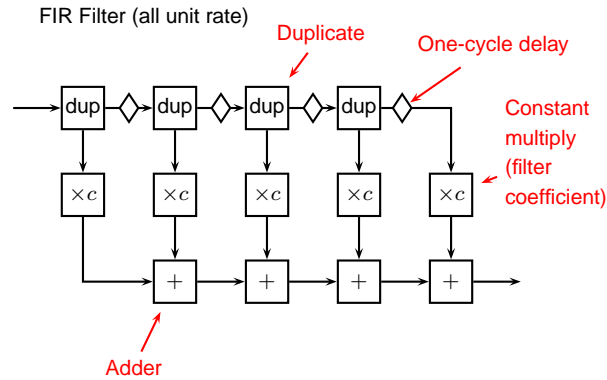 FIR Filter (all unit rate)
Duplicate
One-cycle delay
dup dup dup dup
Constant
multiply
(filter
coefficient)
×c ×c ×c ×c ×c
+ + + +
Adder